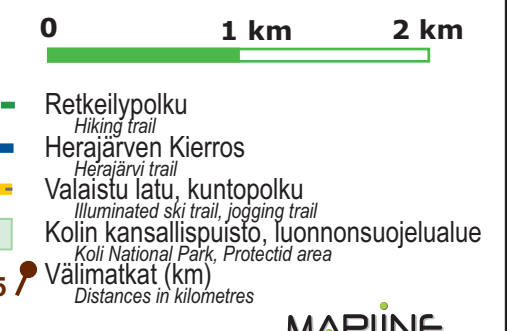 0 1 km 2 km
Retkeilypolku
Hiking trail
Herajärven Kierros
Herajärvi trail
Valaistu latu, kuntopolku
Illuminated ski trail, jogging trail
Kolin kansallispuisto, luonnonsuojelualue
Koli National Park, Protectid area
5 Välimatkat (km)
Distances in kilometres